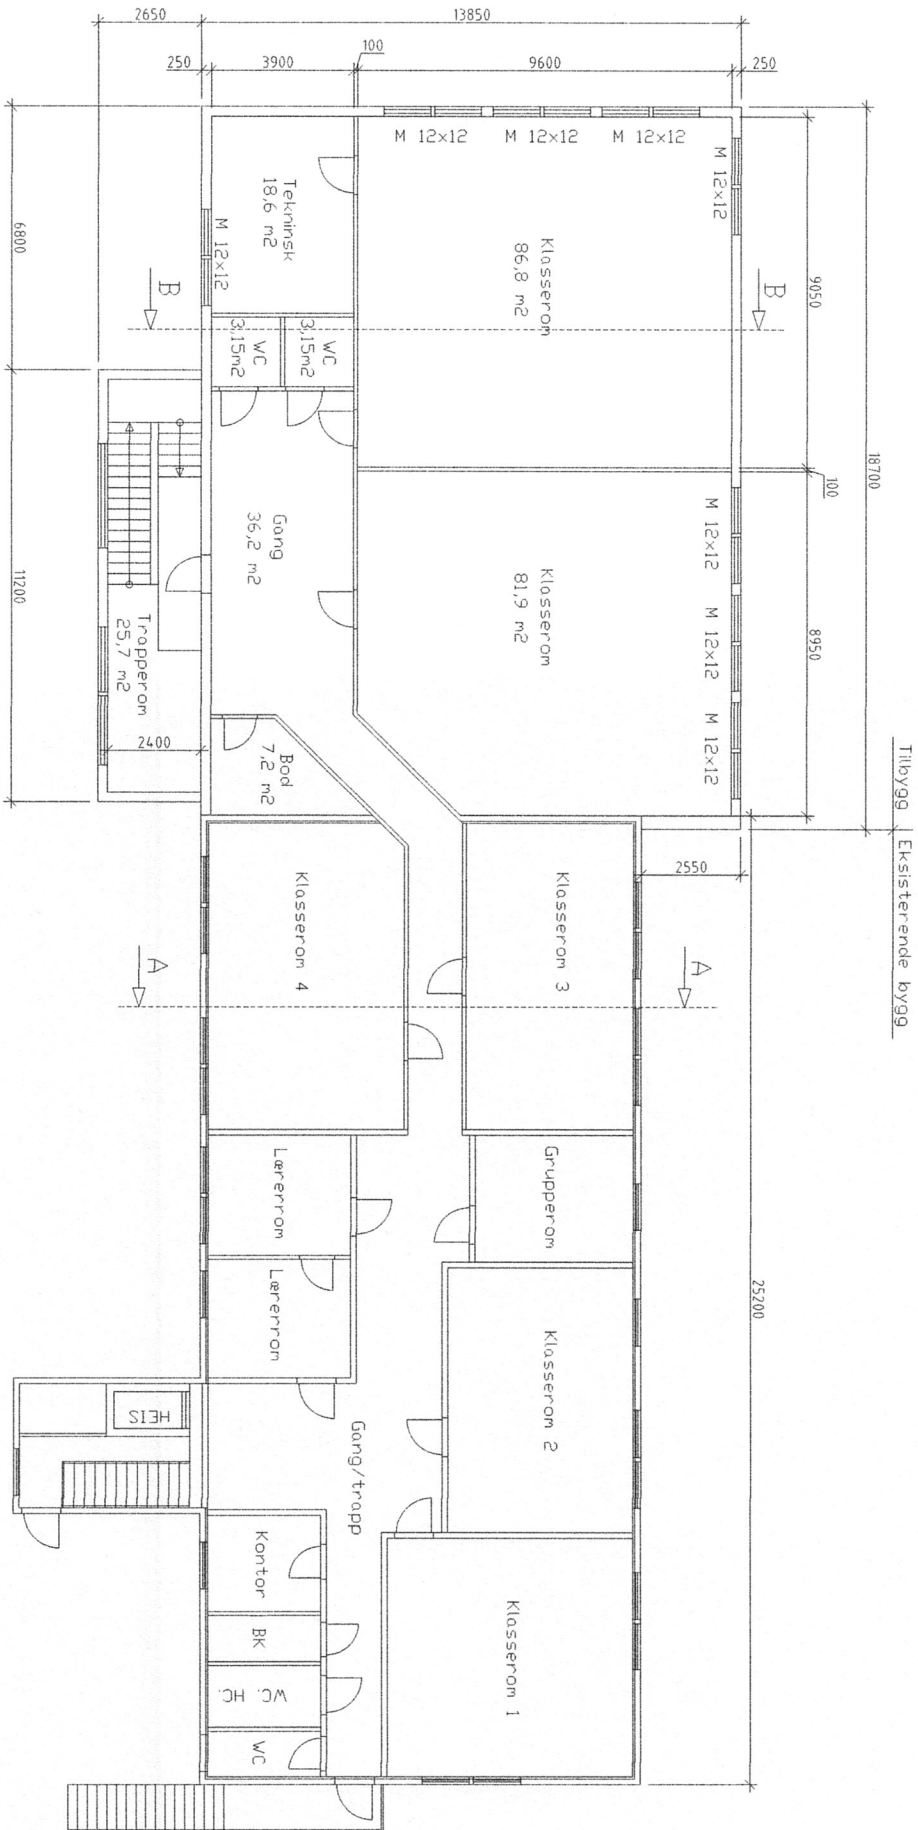 2650
13850
250
3900
100
9600
250
M 12x12
M 12x12
M 12x12
M 12x12
6800
Tekninsk
18,6 m2
M 12x12
Klasserom
86,8 m2
9050
18700
B
B
WC
3,15m2
WC
3,15m2
100
11200
Gang
36,2 m2
Klasserom
81,9 m2
M 12x12
M 12x12
M 12x12
8950
Trapperom
25,7 m2
2400
Bod
7,2 m2
Tilbygg
Eksisterende bygg
2550
Klasserom 4
Klasserom 3
A
A
Lærerrom
Grupperom
Lærerrom
Klasserom 2
25200
HEIS
Gang/trapp
Kontor
BK
WC. HC.
WC
Klasserom 1